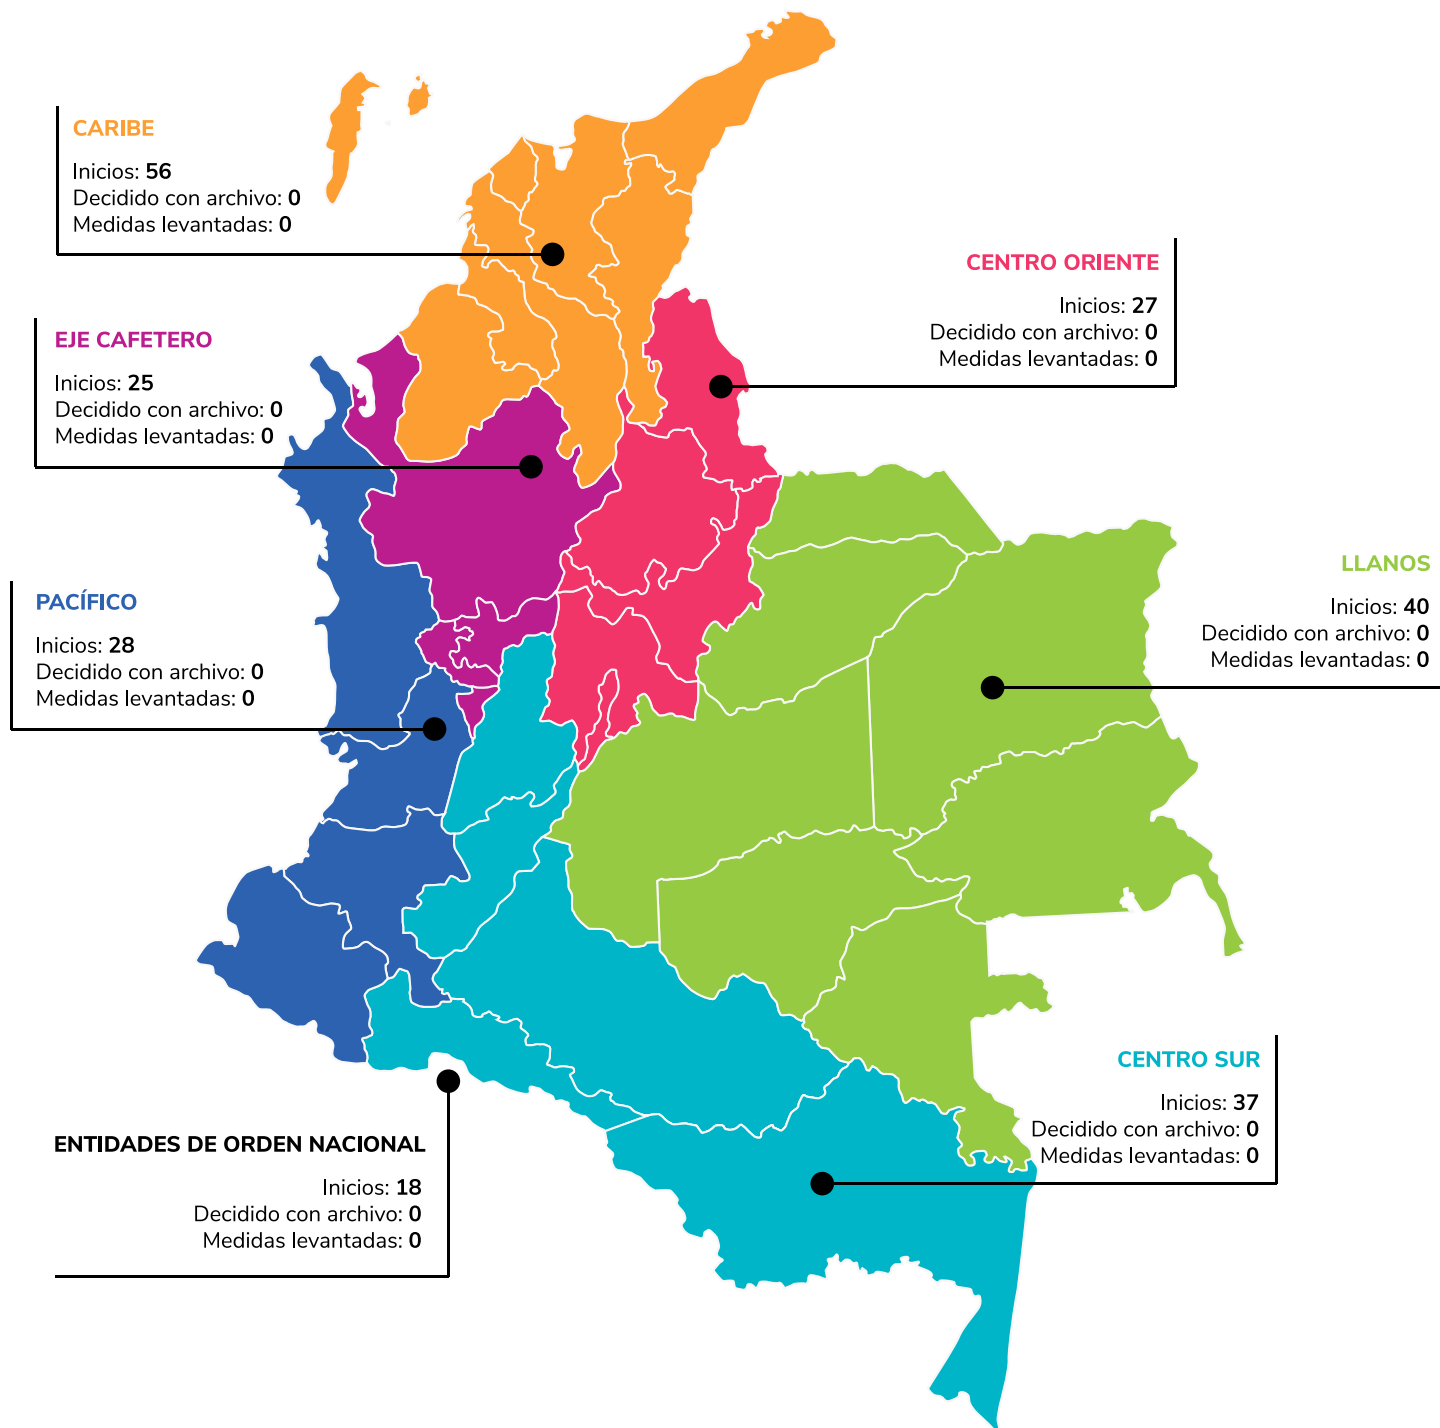 CARIBE
Inicios: 56
Decidido con archivo: 0
Medidas levantadas: 0
CENTRO ORIENTE
Inicios: 27
Decidido con archivo: 0
Medidas levantadas: 0
EJE CAFETERO
Inicios: 25
Decidido con archivo: 0
Medidas levantadas: 0
LLANOS
Inicios: 40
Decidido con archivo: 0
Medidas levantadas: 0
PACÍFICO
Inicios: 28
Decidido con archivo: 0
Medidas levantadas: 0
CENTRO SUR
Inicios: 37
Decidido con archivo: 0
Medidas levantadas: 0
ENTIDADES DE ORDEN NACIONAL
Inicios: 18
Decidido con archivo: 0
Medidas levantadas: 0